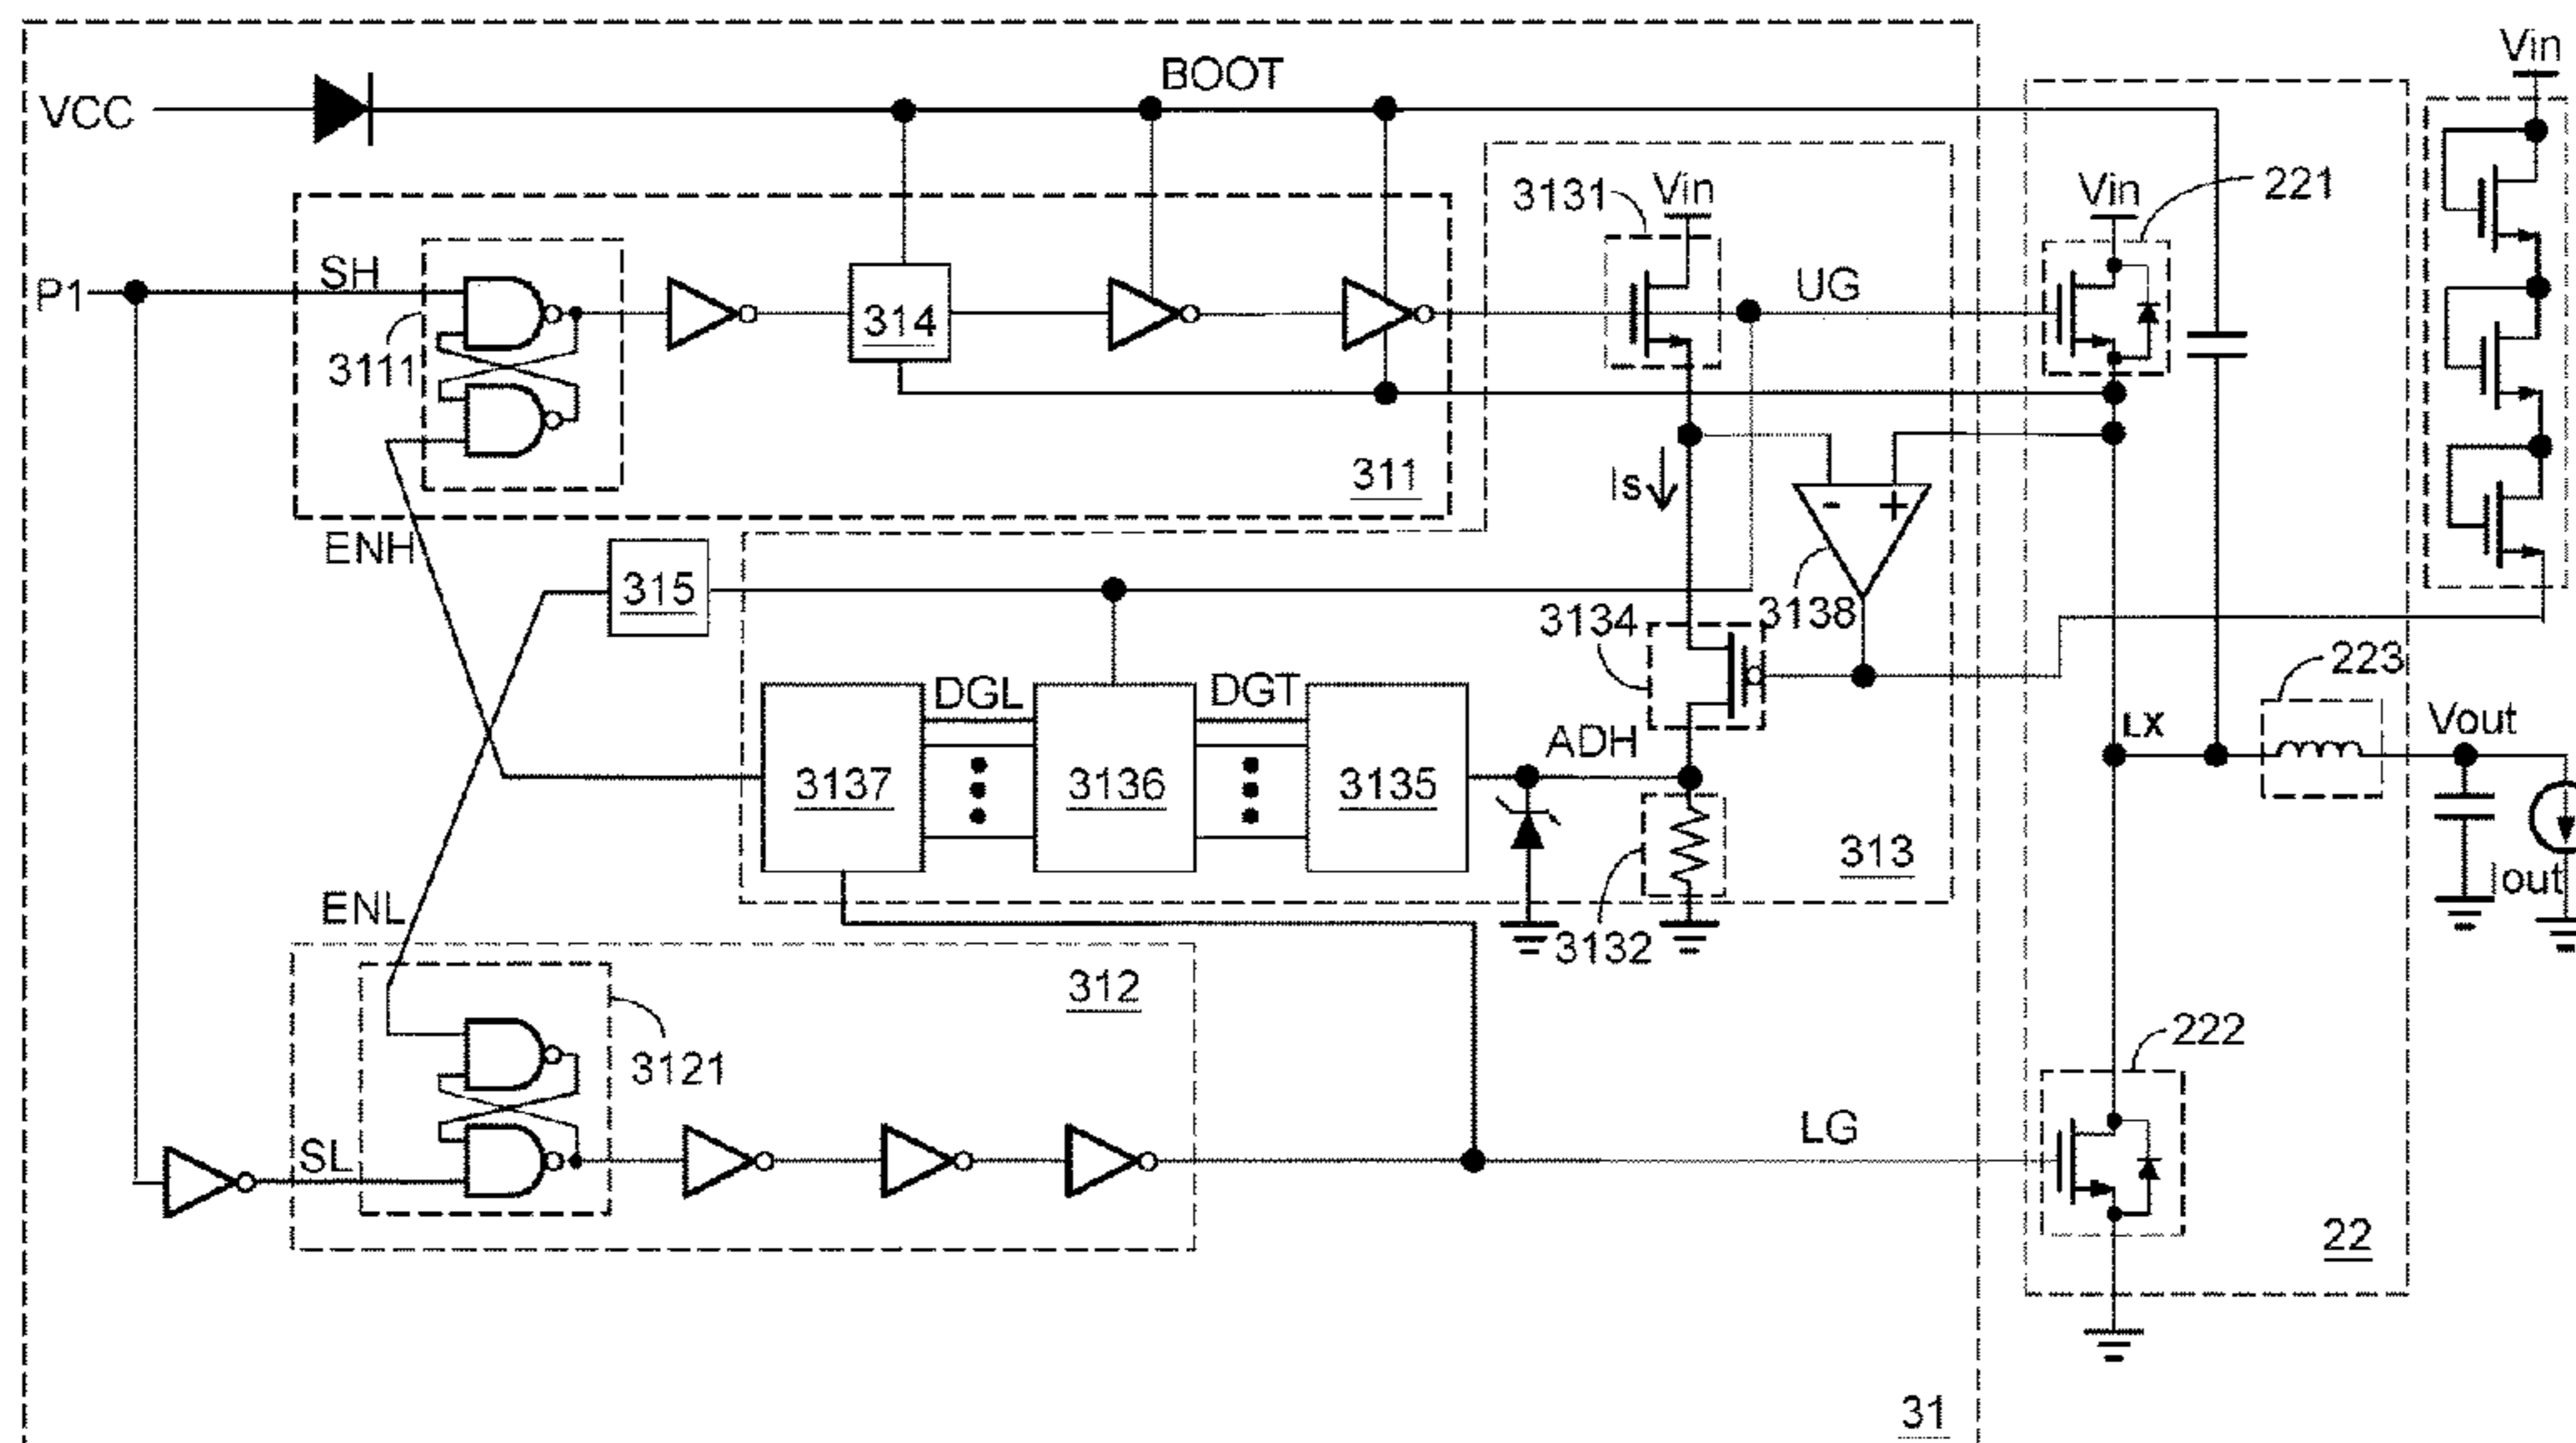 Vin
BOOT
VCC
3131
Vin
Vin
221
SH
P1
314
UG
3111
311
Is
- +
ENH
315
3134
3138
223
DGL
DGT
ADH
LX
Vout
3137
3136
3135
313
Iout
ENL
3132
312
222
3121
LG
SL
22
31